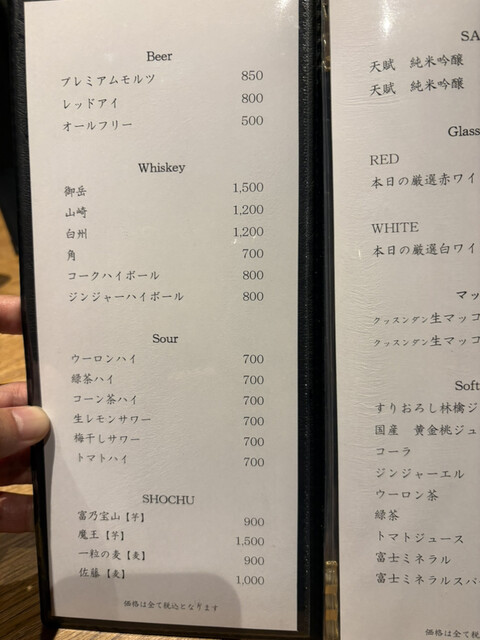 Beer
プレミアムモルツ 850
レッドアイ 800
オールフリー 500
Whiskey
御岳 1,500
山崎 1,200
白州 1,200
角 700
コークハイボール 800
ジンジャーハイボール 800
Sour
ウーロンハイ 700
緑茶ハイ 700
コーン茶ハイ 700
生レモンサワー 700
梅干しサワー 700
トマトハイ 700
SHOCHU
富乃宝山【芋】 900
魔王【芋】 1,500
一粒の麦【麦】 900
佐藤【麦】 1,000
価格は全て税込となります
SA
天賦 純米吟醸
天賦 純米吟醸
Glass
RED
本日の厳選赤ワイ
WHITE
本日の厳選白ワイ
マッ
クッスンダン生マッコ
クッスンダン生マッコ
Soft
すりおろし林檎ジ
国産 黄金桃ジュ
コーラ
ジンジャーエール
ウーロン茶
緑茶
トマトジュース
富士ミネラル
富士ミネラルスパ
価格は全て税